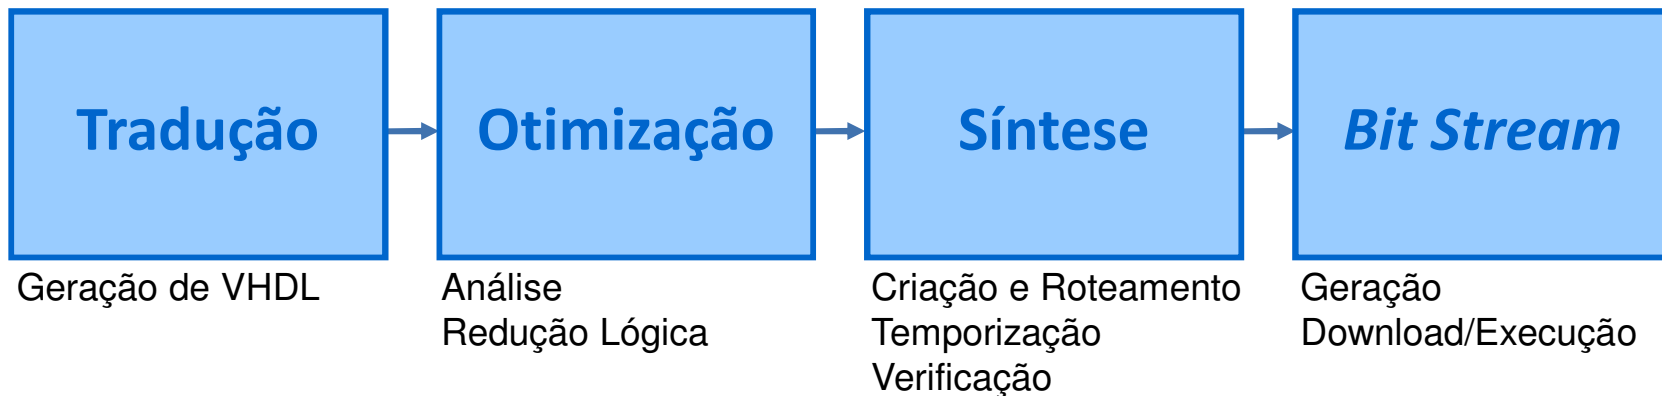 Tradução
Otimização
Síntese
Bit Stream
Geração de VHDL
Análise
Redução Lógica
Criação e Roteamento
Temporização
Verificação
Geração
Download/Execução